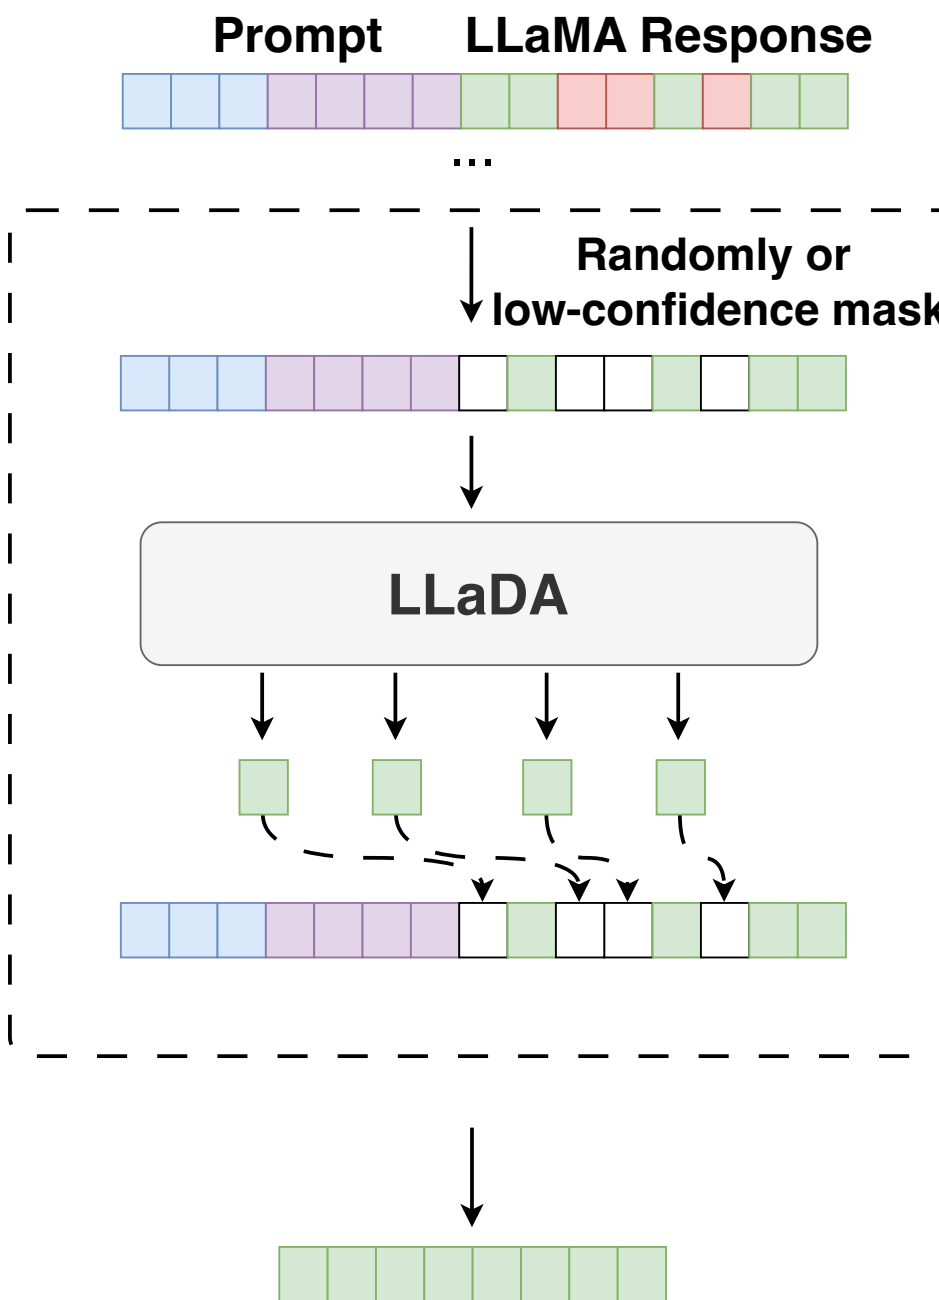 Prompt
LLaMA Response
...
Randomly or
low-confidence mask
LLaDA